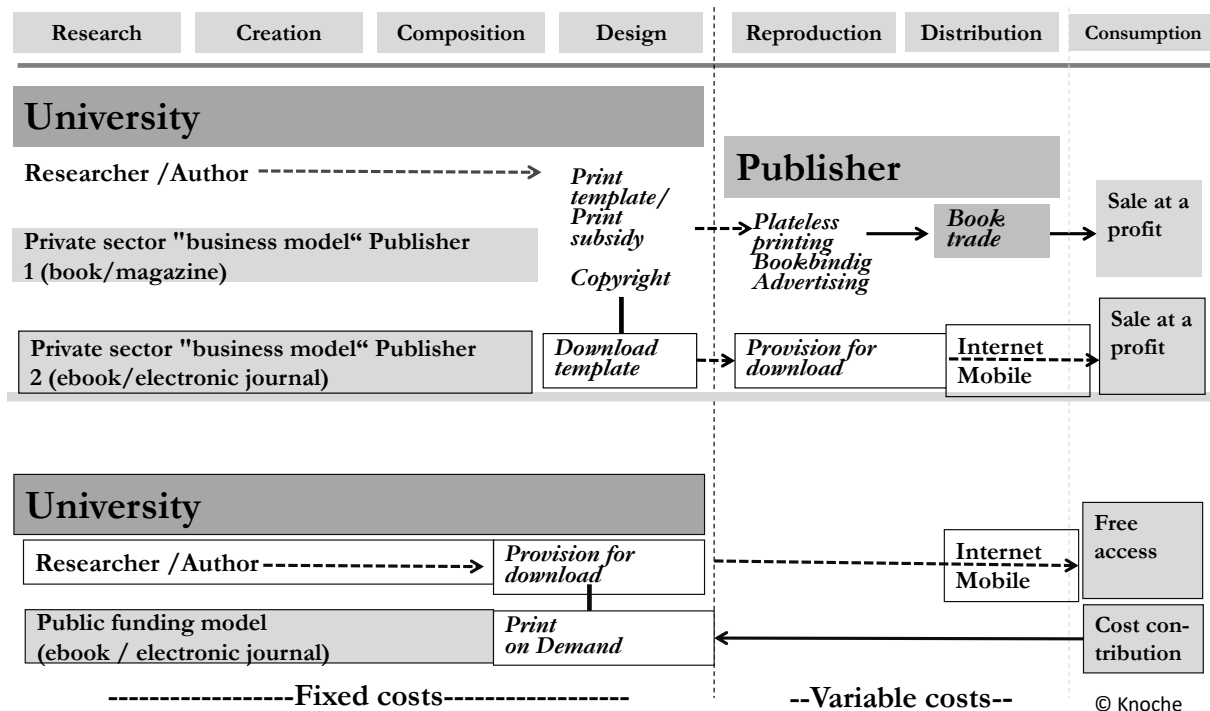 Research
Creation
Composition
Design
Reproduction
Distribution
Consumption
University
Researcher /Author
Print
template/
Print
subsidy
Copyright
Publisher
Plateless
printing
Bookbindig
Advertising
Book
trade
Sale at a
profit
Private sector "business model“ Publisher
1 (book/magazine)
Private sector "business model“ Publisher
2 (ebook/electronic journal)
Download
template
Provision for
download
Internet
Mobile
Sale at a
profit
University
Researcher /Author
Provision for
download
Internet
Mobile
Free
access
Public funding model
(ebook / electronic journal)
Print
on Demand
Cost con-
tribution
--------------------Fixed costs--------------------
--Variable costs--
© Knoche